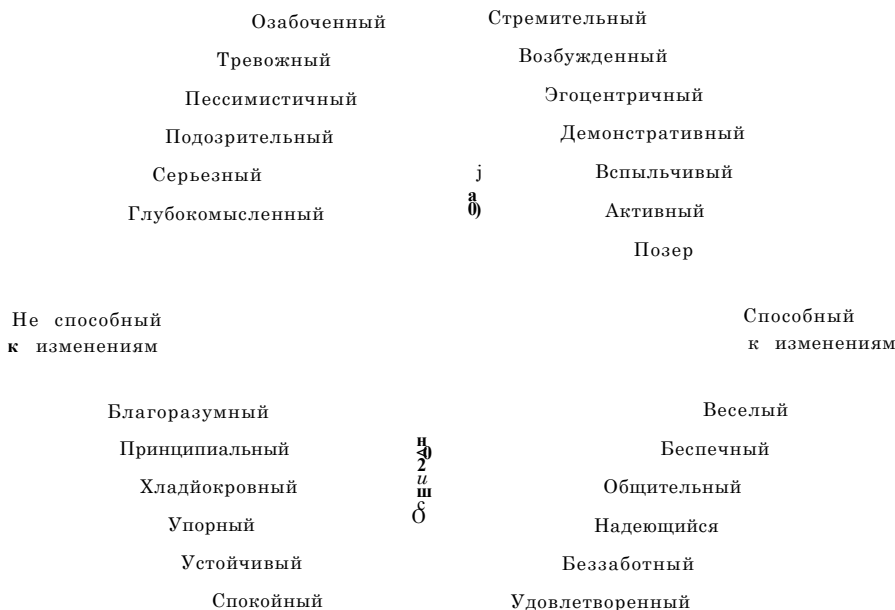 Озабоченный
Стремительный
Тревожный
Возбужденный
Пессимистичный
Эгоцентричный
Подозрительный
Демонстративный
Серьезный
Вспыльчивый
Глубокомысленный
Активный
Позер
Не способный
к изменениям
Способный
к изменениям
Благоразумный
Веселый
Принципиальный
Беспечный
Хладйокровный
Общительный
Упорный
Надеющийся
Устойчивый
Беззаботный
Спокойный
Удовлетворенный